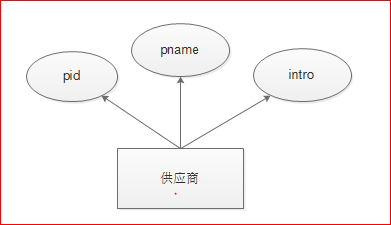 pname
pid
intro
供应商